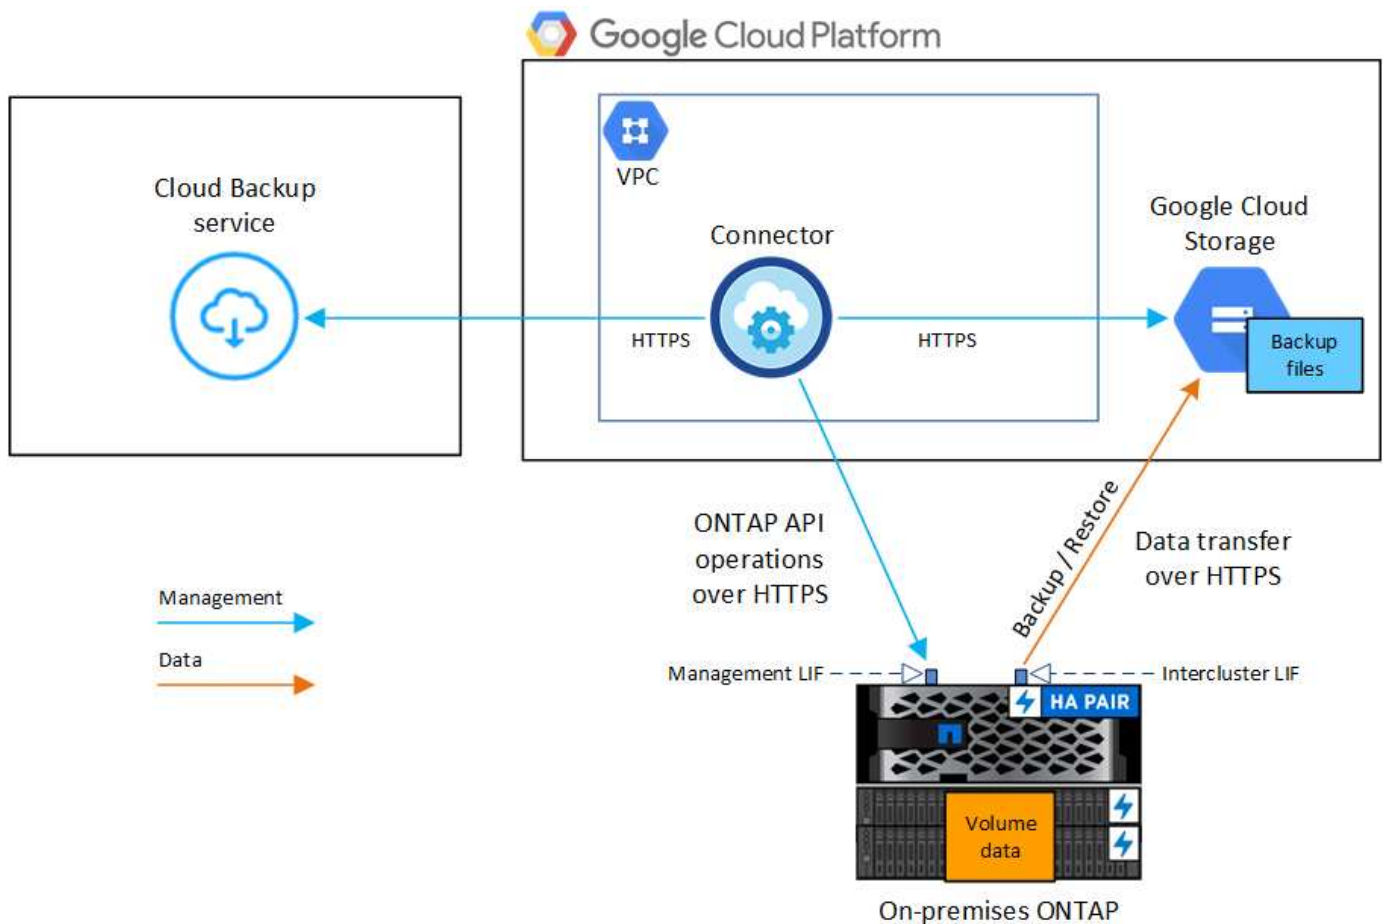 Google Cloud Platform
Cloud Backup
service
VPC
Connector
Google Cloud
Storage
HTTPS
HTTPS
Backup
files
ONTAP API
operations
over HTTPS
Backup / Restore
Data transfer
over HTTPS
Management
Data
Management LIF
Intercluster LIF
HA PAIR
Volume
data
On-premises ONTAP